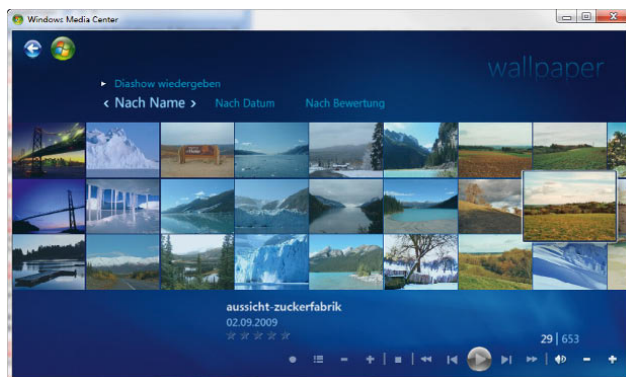 Windows Media Center
wallpaper
Diashow wiedergeben
Nach Name
Nach Datum
Nach Bewertung
aussicht-zuckerfabrik
02.09.2009
29 | 653